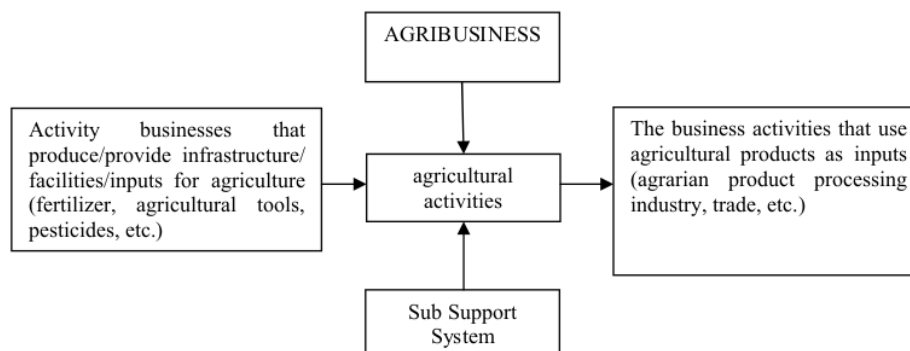 AGRIBUSINESS
Activity businesses that
produce/provide infrastructure/
facilities/inputs for agriculture
(fertilizer, agricultural tools,
pesticides, etc.)
agricultural
activities
The business activities that use
agricultural products as inputs
(agrarian product processing
industry, trade, etc.)
Sub Support
System